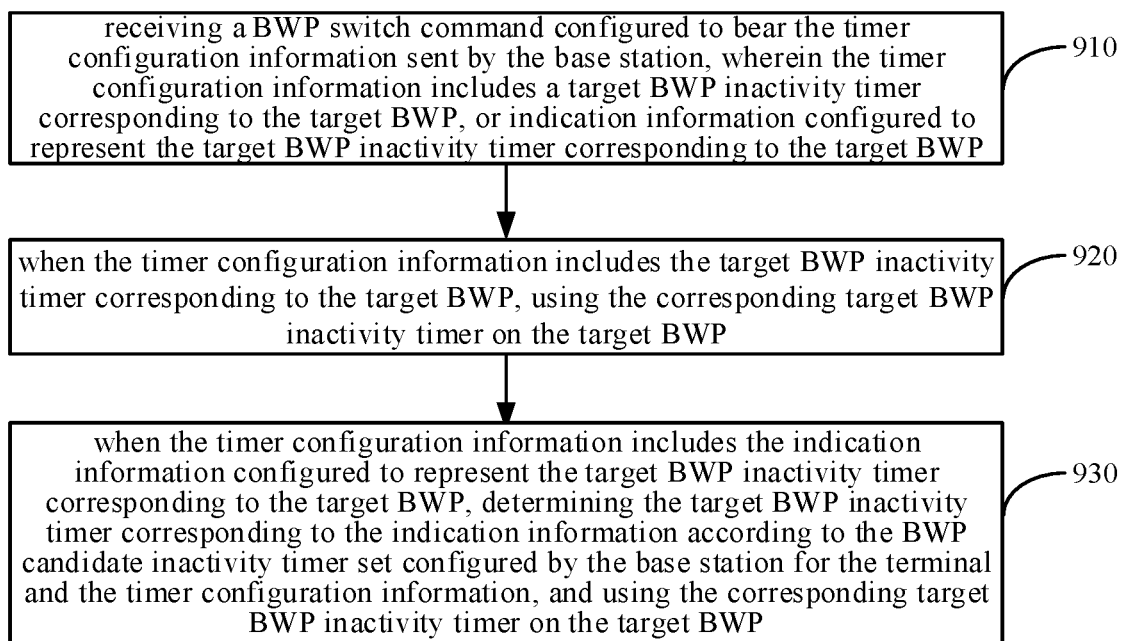 receiving a BWP switch command configured to bear the timer
configuration information sent by the base station, wherein the timer
configuration information includes a target BWP inactivity timer
corresponding to the target BWP, or indication information configured to
represent the target BWP inactivity timer corresponding to the target BWP
910
when the timer configuration information includes the target BWP inactivity
timer corresponding to the target BWP, using the corresponding target BWP
inactivity timer on the target BWP
920
when the timer configuration information includes the indication
information configured to represent the target BWP inactivity timer
corresponding to the target BWP, determining the target BWP inactivity
timer corresponding to the indication information according to the BWP
candidate inactivity timer set configured by the base station for the terminal
and the timer configuration information, and using the corresponding target
BWP inactivity timer on the target BWP
930